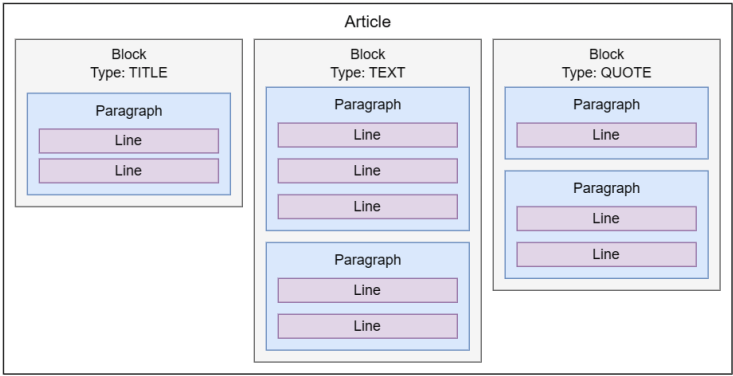 Article
Block
Type: TITLE
Paragraph
Line
Line
Block
Type: TEXT
Paragraph
Line
Line
Line
Paragraph
Line
Line
Block
Type: QUOTE
Paragraph
Line
Paragraph
Line
Line